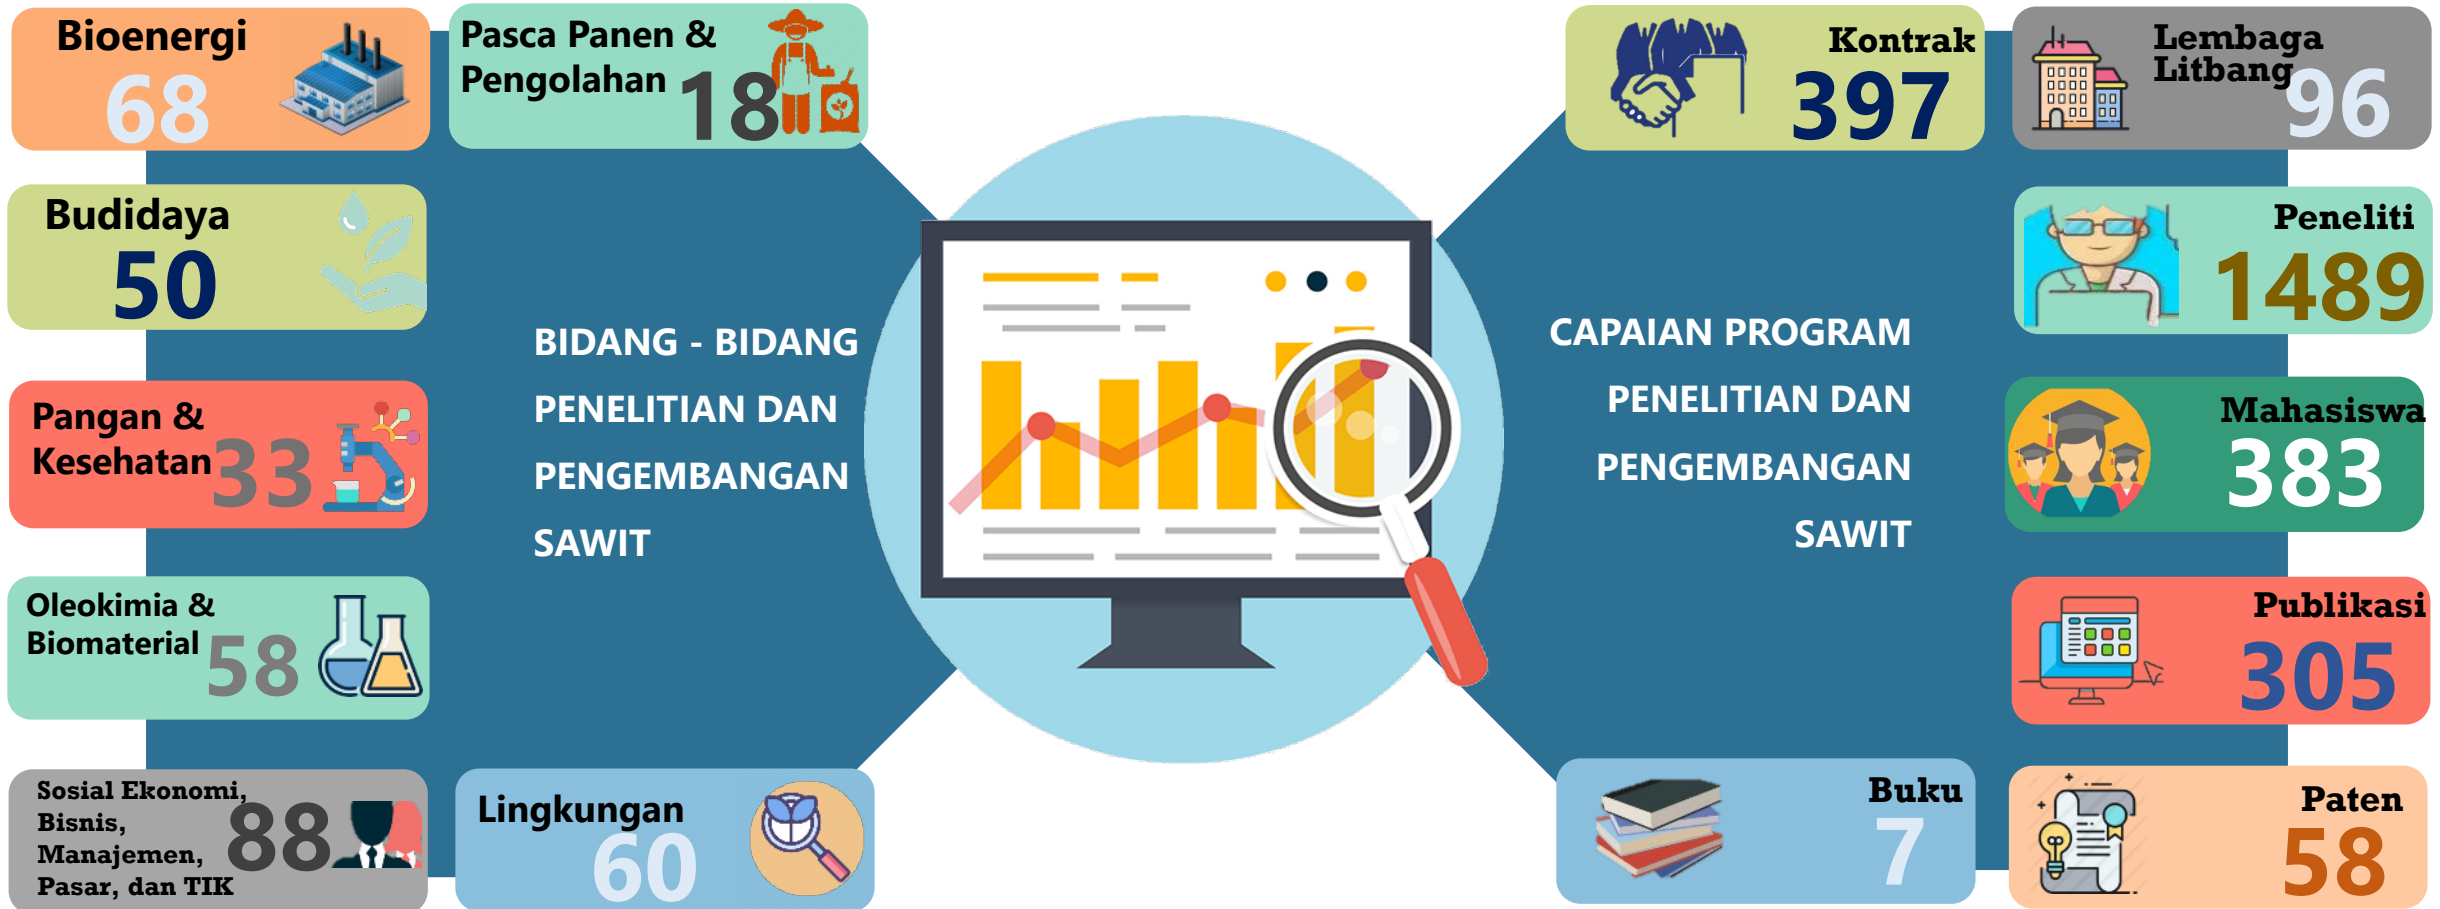 Bioenergi
68
Pasca Panen &
Pengolahan
18
Budidaya
50
Pangan &
Kesehatan
33
Oleokimia &
Biomaterial
58
Sosial Ekonomi,
Bisnis,
Manajemen,
Pasar, dan TIK
88
Lingkungan
60
BIDANG - BIDANG
PENELITIAN DAN
PENGEMBANGAN
SAWIT
CAPAIAN PROGRAM
PENELITIAN DAN
PENGEMBANGAN
SAWIT
Kontrak
397
Lembaga
Litbang
96
Peneliti
1489
Mahasiswa
383
Publikasi
305
Buku
7
Paten
58